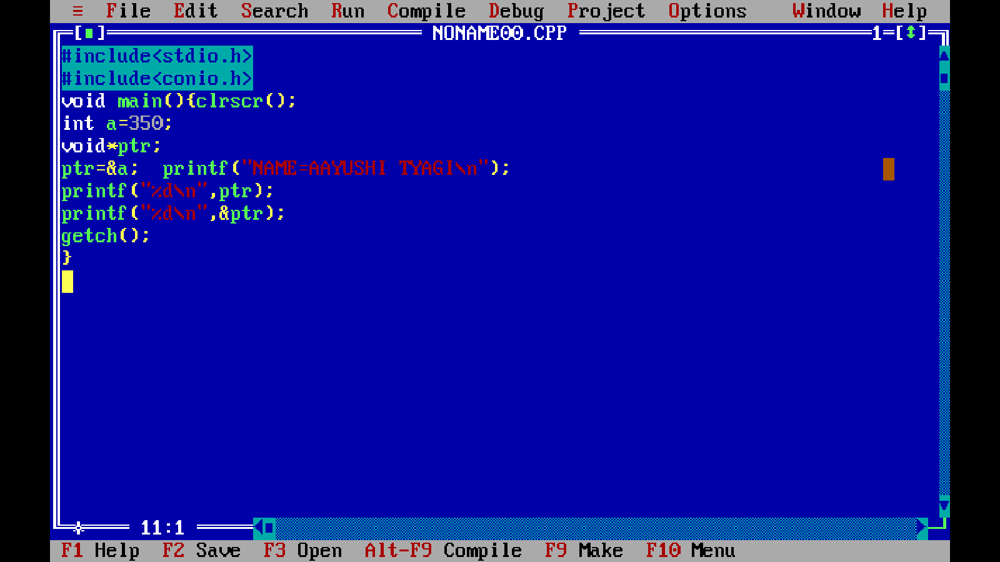 ≡ File Edit Search Run Compile Debug Project Options Window Help
[■] NONAME00.CPP 1=[↕]
#include<stdio.h>
#include<conio.h>
void main(){clrscr();
int a=350;
void*ptr;
ptr=&a;  printf("NAME=AAYUSHI TYAGI\n");
printf("%d\n",ptr);
printf("%d\n",&ptr);
getch();
}
11:1
F1 Help F2 Save F3 Open Alt-F9 Compile F9 Make F10 Menu